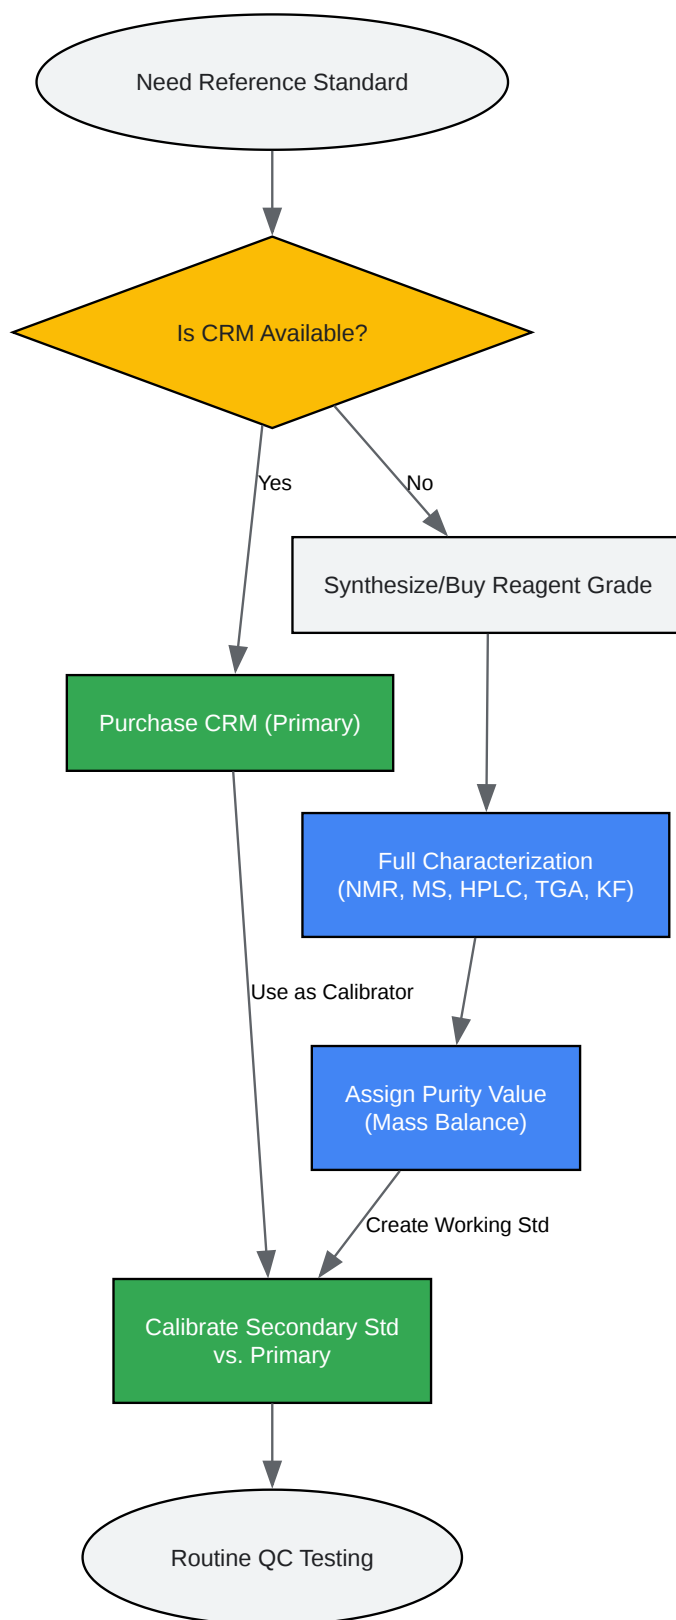 Need Reference Standard
Is CRM Available?
Yes
No
Synthesize/Buy Reagent Grade
Purchase CRM (Primary)
Full Characterization
(NMR, MS, HPLC, TGA, KF)
Use as Calibrator
Assign Purity Value
(Mass Balance)
Create Working Std
Calibrate Secondary Std
vs. Primary
Routine QC Testing